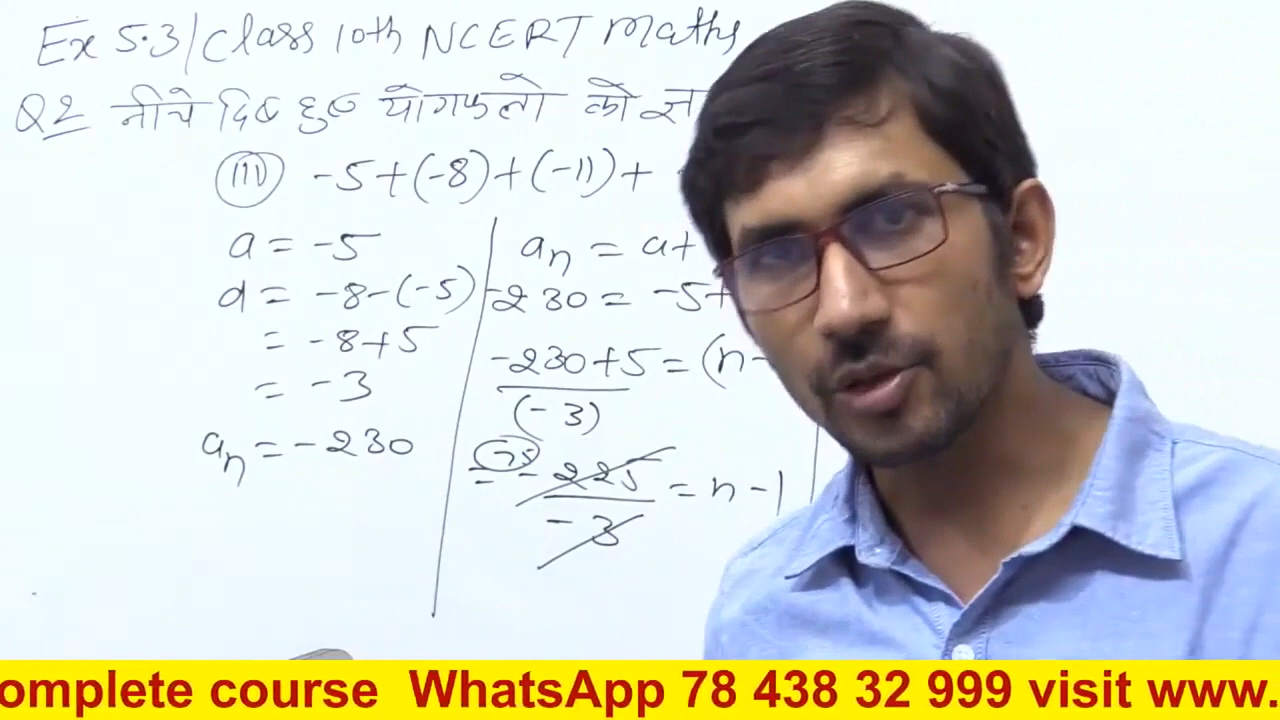 Ex 5.3/Class 10th NCERT Maths
Q2 नीचे दिए हुए योगफलो को
(iii) -5+(-8)+(-11)+
a = -5
d = -8-(-5)
= -8+5
= -3
an = -230
an = a+
-230 = -5+
-230+5 = (n-
(-3)
75
-225 = n-1
-3
omplete course WhatsApp 78 438 32 999 visit www.